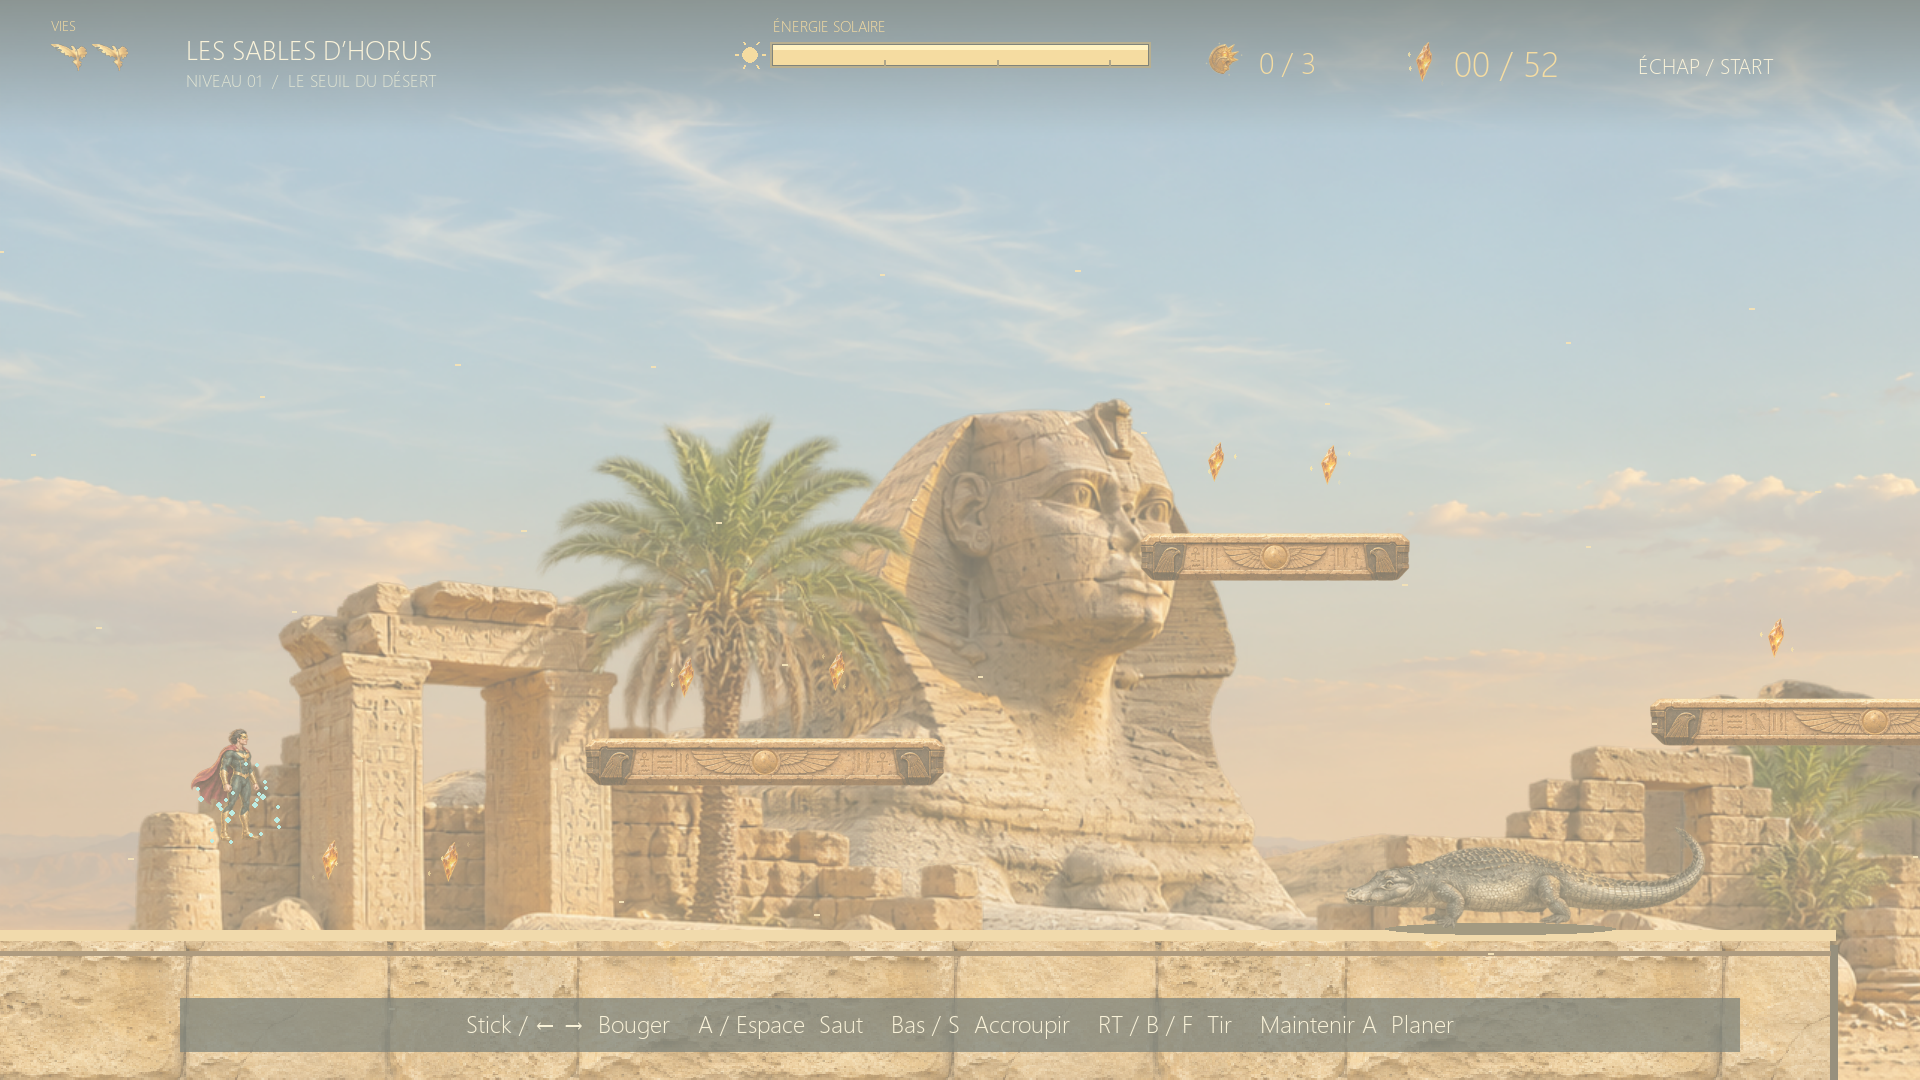 VIES
LES SABLES D’HORUS
NIVEAU 01 / LE SEUIL DU DÉSERT
ÉNERGIE SOLAIRE
0 / 3
00 / 52
ÉCHAP / START
Stick / ← → Bouger A / Espace Saut Bas / S Accroupir RT / B / F Tir Maintenir A Planer